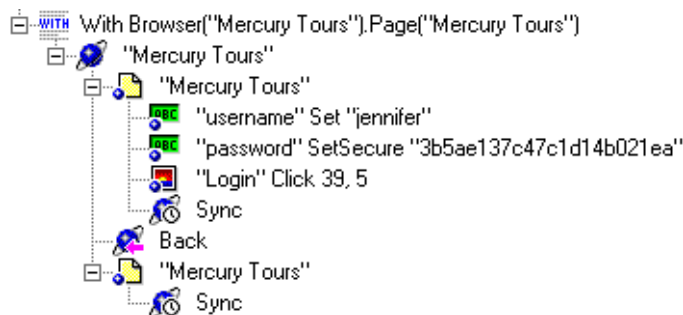 WITH With Browser("Mercury Tours").Page("Mercury Tours")
"Mercury Tours"
"Mercury Tours"
ABC "username" Set "jennifer"
ABC "password" SetSecure "3b5ae137c47c1d14b021ea"
"Login" Click 39, 5
Sync
Back
"Mercury Tours"
Sync